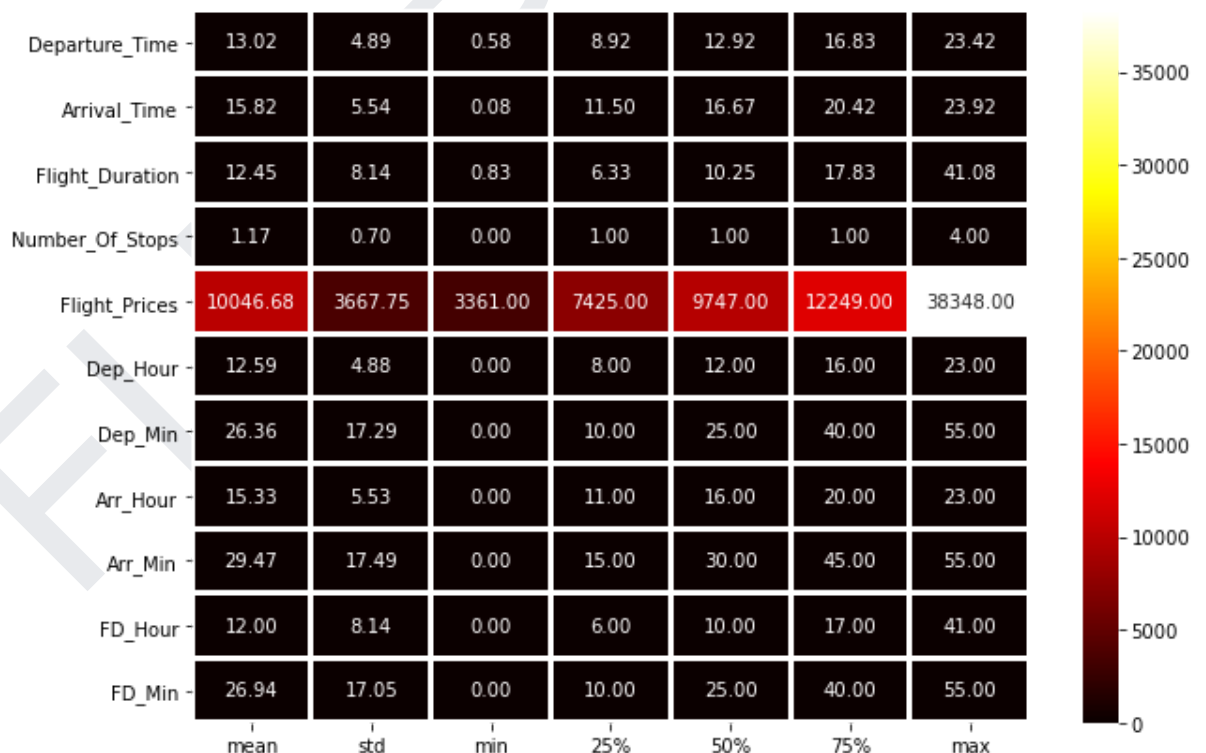 Departure_Time 13.02 4.89 0.58 8.92 12.92 16.83 23.42
Arrival_Time 15.82 5.54 0.08 11.50 16.67 20.42 23.92
Flight_Duration 12.45 8.14 0.83 6.33 10.25 17.83 41.08
Number_Of_Stops 1.17 0.70 0.00 1.00 1.00 1.00 4.00
Flight_Prices 10046.68 3667.75 3361.00 7425.00 9747.00 12249.00 38348.00
Dep_Hour 12.59 4.88 0.00 8.00 12.00 16.00 23.00
Dep_Min 26.36 17.29 0.00 10.00 25.00 40.00 55.00
Arr_Hour 15.33 5.53 0.00 11.00 16.00 20.00 23.00
Arr_Min 29.47 17.49 0.00 15.00 30.00 45.00 55.00
FD_Hour 12.00 8.14 0.00 6.00 10.00 17.00 41.00
FD_Min 26.94 17.05 0.00 10.00 25.00 40.00 55.00
mean std min 25% 50% 75% max
35000
30000
25000
20000
15000
10000
5000
0